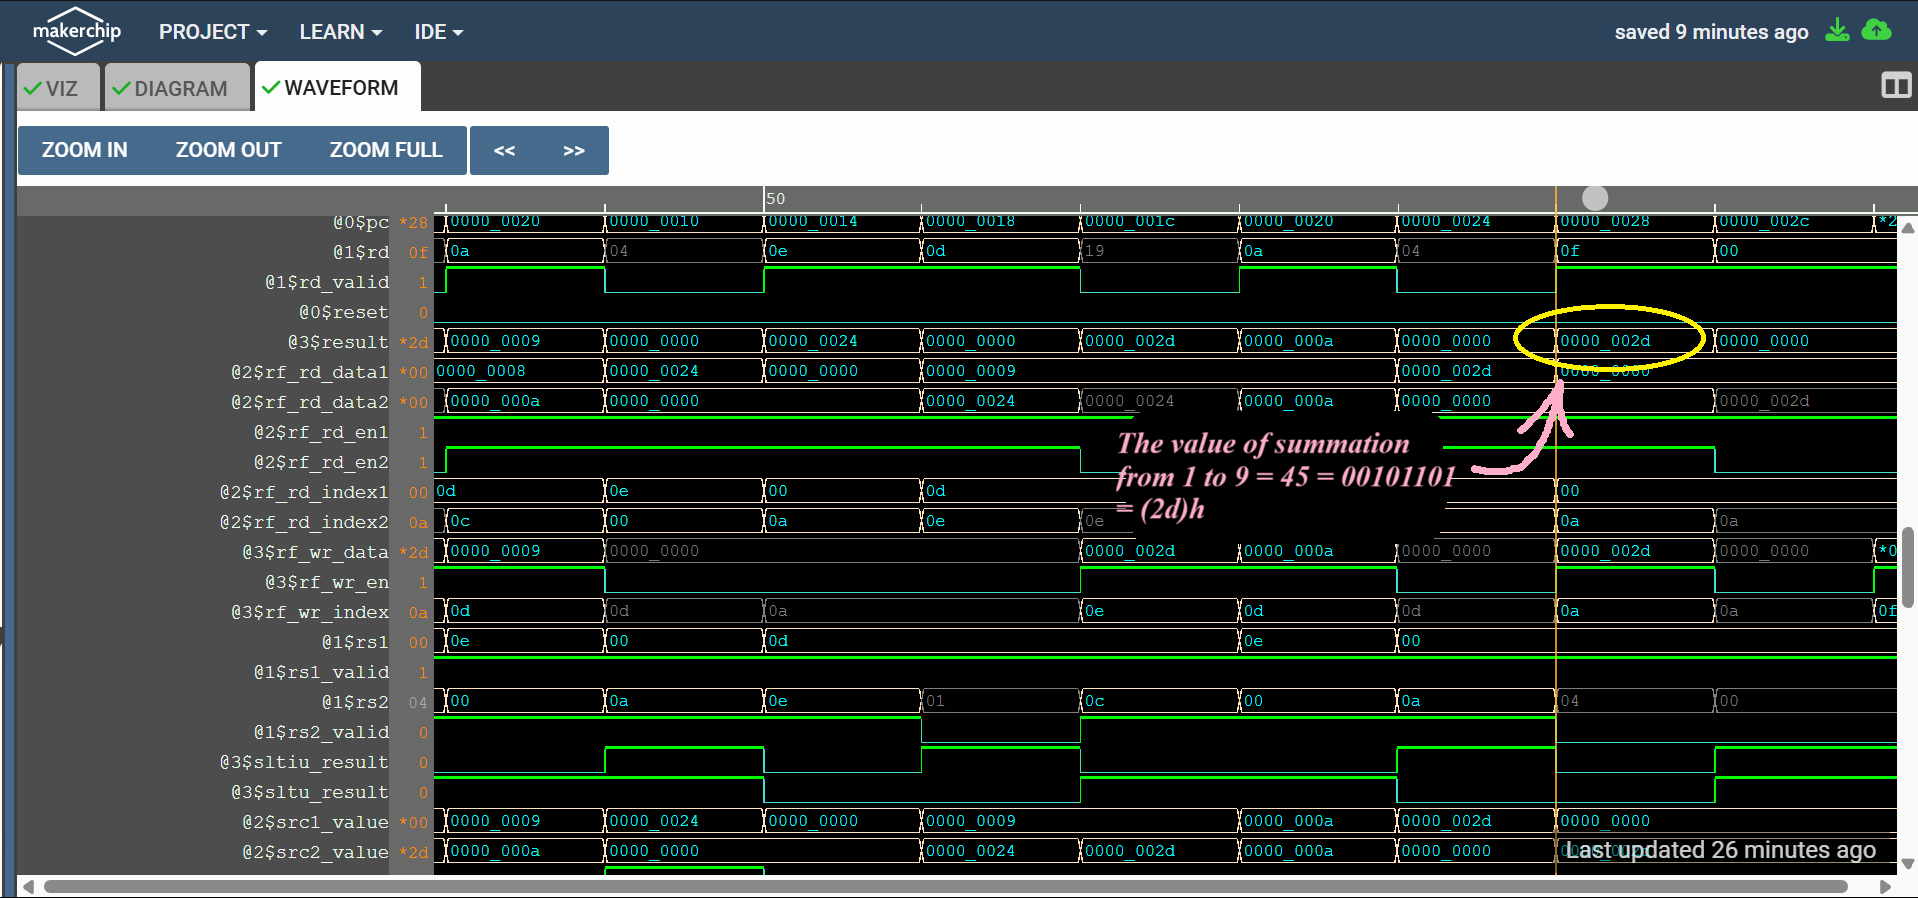 makerchip PROJECT LEARN IDE saved 9 minutes ago
VIZ DIAGRAM WAVEFORM
ZOOM IN ZOOM OUT ZOOM FULL << >>
50
@0$pc *28 0000_0020 0000_0010 0000_0014 0000_0018 0000_001c 0000_0020 0000_0024 0000_0028 0000_002c *2
@1$rd 0f 0a 04 0e 0d 19 0a 04 0f 00
@1$rd_valid 1
@0$reset 0
@3$result *2d 0000_0009 0000_0000 0000_0024 0000_0000 0000_002d 0000_000a 0000_0000 0000_002d 0000_0000
@2$rf_rd_data1 *00 0000_0008 0000_0024 0000_0000 0000_0009 0000_002d 0000_0000
@2$rf_rd_data2 *00 0000_000a 0000_0000 0000_0024 0000_0024 0000_000a 0000_0000 0000_002d
@2$rf_rd_en1 1
The value of summation
@2$rf_rd_en2 1
from 1 to 9 = 45 = 00101101
@2$rf_rd_index1 00 0d 0e 00 0d 00
= (2d)h
@2$rf_rd_index2 0a 0c 00 0a 0e 0e 0a 0a
@3$rf_wr_data *2d 0000_0009 0000_0000 0000_002d 0000_000a 0000_0000 0000_002d 0000_0000 *0
@3$rf_wr_en 1
@3$rf_wr_index 0a 0d 0d 0a 0e 0d 0d 0a 0a 0f
@1$rs1 00 0e 00 0d 0e 00
@1$rs1_valid 1
@1$rs2 04 00 0a 0e 01 0c 00 0a 04 00
@1$rs2_valid 0
@3$sltiu_result 0
@3$sltu_result 0
@2$src1_value *00 0000_0009 0000_0024 0000_0000 0000_0009 0000_000a 0000_002d 0000_0000
@2$src2_value *2d 0000_000a 0000_0000 0000_0024 0000_002d 0000_000a 0000_0000
Last updated 26 minutes ago